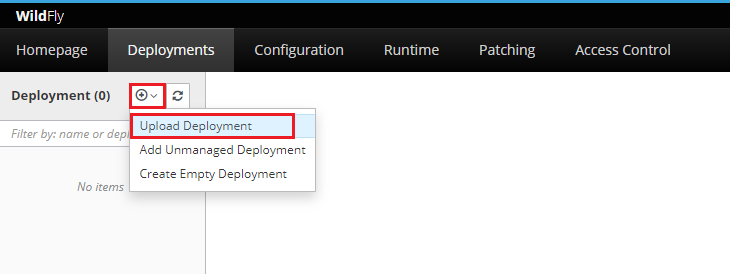 WildFly
Homepage Deployments Configuration Runtime Patching Access Control
Deployment (0)
Upload Deployment
Filter by: name or depl
Add Unmanaged Deployment
Create Empty Deployment
No items